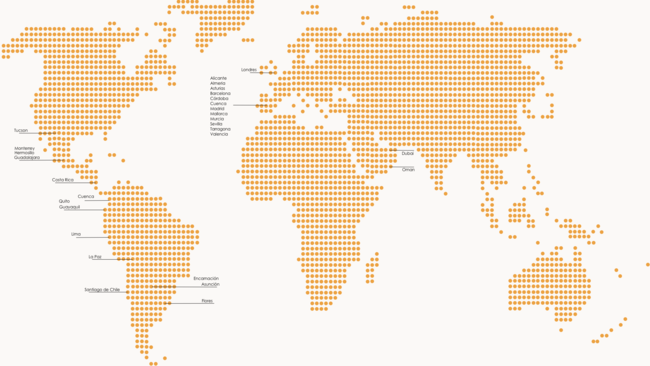 Londres
Alicante
Almeria
Asturias
Barcelona
Córdoba
Cuenca
Madrid
Mallorca
Murcia
Sevilla
Tarragona
Valencia
Tucson
Monterrey
Hermosillo
Guadalajara
Costa Rica
Cuenca
Quito
Guayaquil
Lima
La Paz
Santiago de Chile
Encarnación
Asunción
Flores
Dubai
Oman